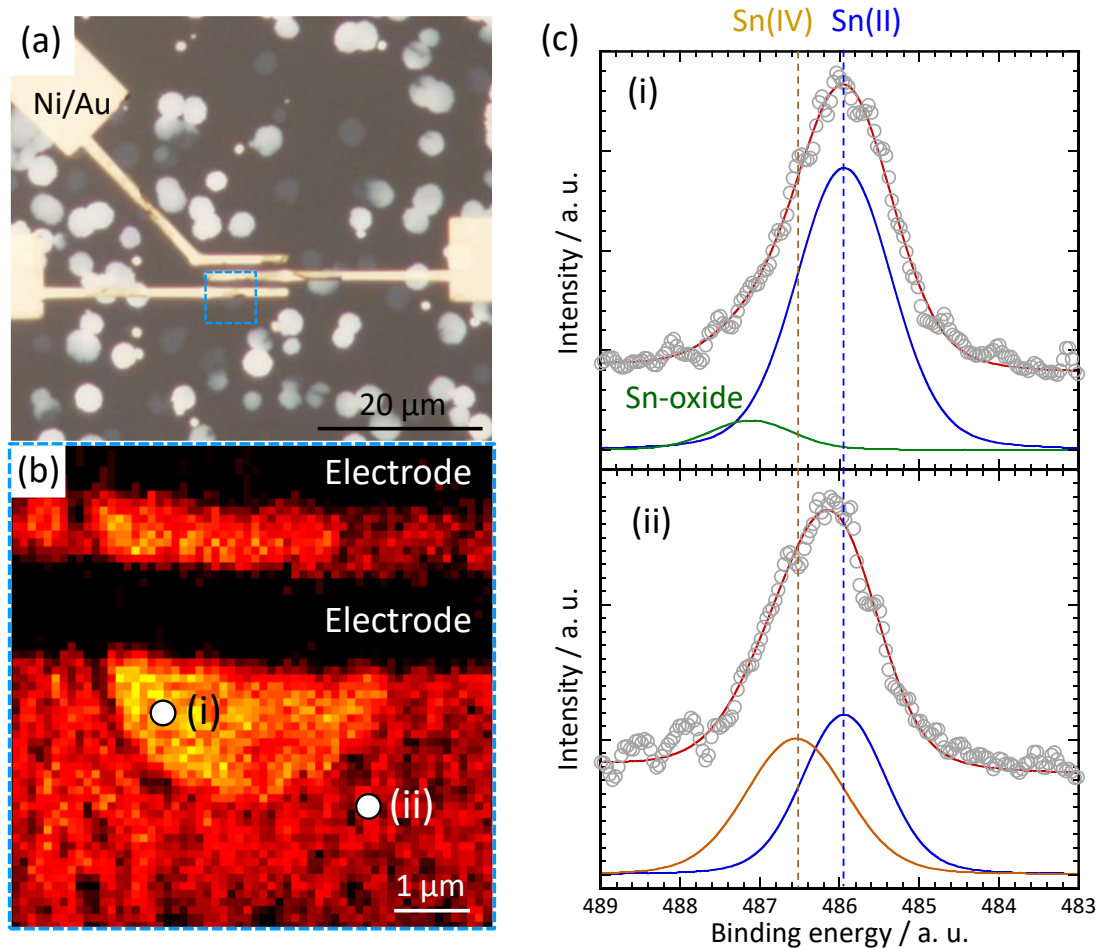 (a)
Ni/Au
20 µm
(b)
Electrode
Electrode
(i)
(ii)
1 µm
(c)
Sn(IV)
Sn(II)
(i)
Intensity / a. u.
Sn-oxide
(ii)
Intensity / a. u.
489
488
487
486
485
484
483
Binding energy / a. u.